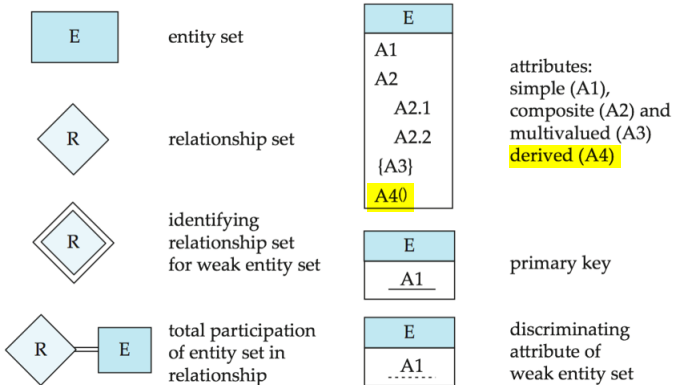 E
entity set
R
relationship set
R
identifying
relationship set
for weak entity set
R
E
total participation
of entity set in
relationship
E
A1
A2
A2.1
A2.2
{A3}
A4()
attributes:
simple (A1),
composite (A2) and
multivalued (A3)
derived (A4)
E
A1
primary key
E
A1
discriminating
attribute of
weak entity set